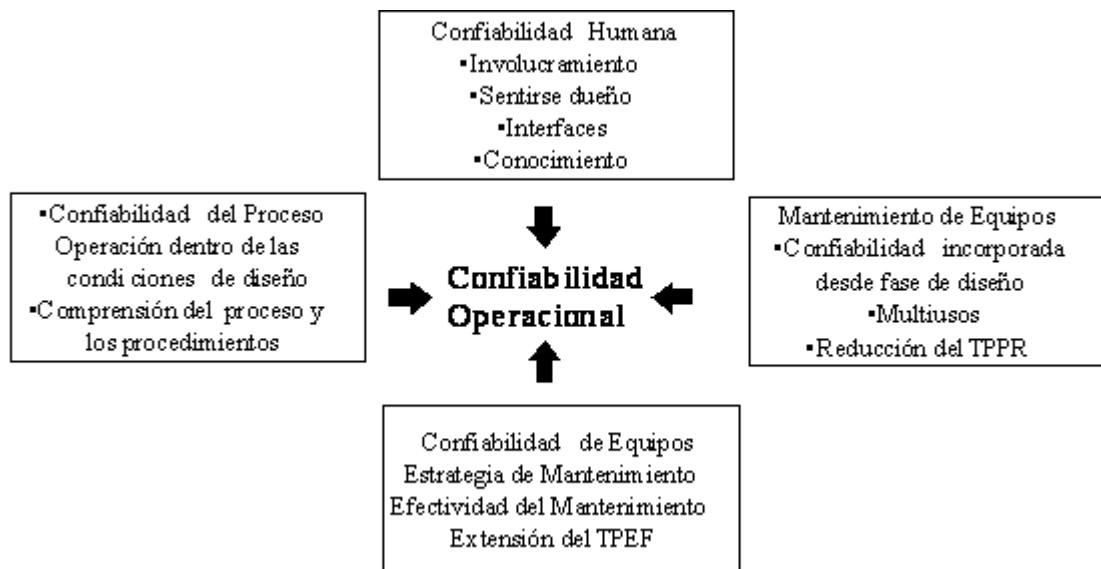 Confiabilidad Humana
▪Involucramiento
▪Sentirse dueño
▪Interfaces
▪Conocimiento
▪Confiabilidad del Proceso
Operación dentro de las
condiciones de diseño
▪Comprensión del proceso y
los procedimientos
Confiabilidad
Operacional
Mantenimiento de Equipos
▪Confiabilidad incorporada
desde fase de diseño
▪Multiusos
▪Reducción del TPPR
Confiabilidad de Equipos
Estrategia de Mantenimiento
Efectividad del Mantenimiento
Extensión del TPEF